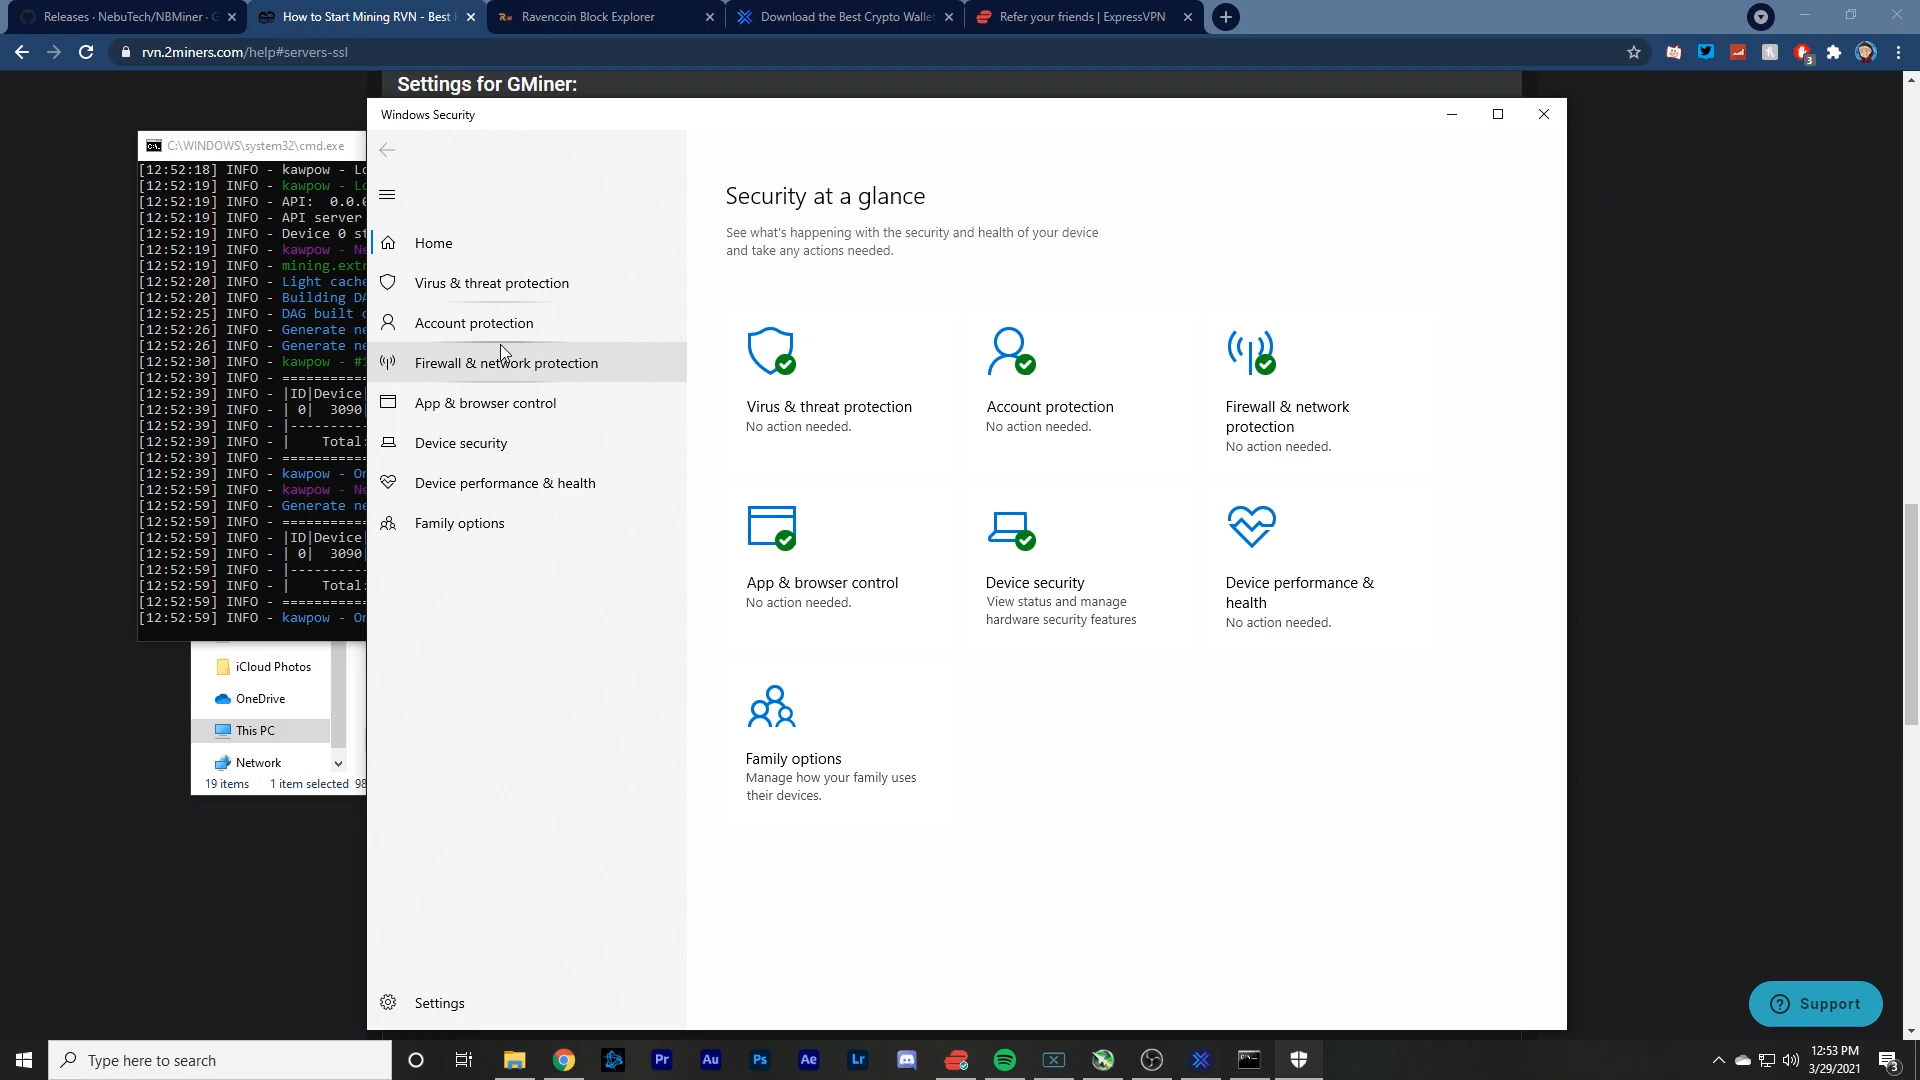 Releases · NebuTech/NBMiner · G
How to Start Mining RVN - Best P
Ravencoin Block Explorer
Download the Best Crypto Wallet
Refer your friends | ExpressVPN
rvn.2miners.com/help#servers-ssl
3
Settings for GMiner:
C:\WINDOWS\system32\cmd.exe
[12:52:18] INFO - kawpow - Lo
[12:52:19] INFO - kawpow - Lo
[12:52:19] INFO - API: 0.0.0
[12:52:19] INFO - API server
[12:52:19] INFO - Device 0 st
[12:52:19] INFO - kawpow - Ne
[12:52:19] INFO - mining.extr
[12:52:20] INFO - Light cache
[12:52:20] INFO - Building DA
[12:52:25] INFO - DAG built
[12:52:26] INFO - Generate ne
[12:52:26] INFO - Generate ne
[12:52:30] INFO - kawpow - #1
[12:52:39] INFO - ===========
[12:52:39] INFO - |ID|Device|
[12:52:39] INFO - | 0|  3090|
[12:52:39] INFO - |----------
[12:52:39] INFO - |    Total:
[12:52:39] INFO - ===========
[12:52:39] INFO - kawpow - On
[12:52:59] INFO - kawpow - Ne
[12:52:59] INFO - Generate ne
[12:52:59] INFO - ===========
[12:52:59] INFO - |ID|Device|
[12:52:59] INFO - | 0|  3090|
[12:52:59] INFO - |----------
[12:52:59] INFO - |    Total:
[12:52:59] INFO - ===========
[12:52:59] INFO - kawpow - On
iCloud Photos
OneDrive
This PC
Network
19 items 1 item selected 98
Windows Security
Home
Virus & threat protection
Account protection
Firewall & network protection
App & browser control
Device security
Device performance & health
Family options
Settings
Security at a glance
See what's happening with the security and health of your device
and take any actions needed.
Virus & threat protection
No action needed.
Account protection
No action needed.
Firewall & network
protection
No action needed.
App & browser control
No action needed.
Device security
View status and manage
hardware security features
Device performance &
health
No action needed.
Family options
Manage how your family uses
their devices.
Support
Type here to search
Pr
Au
Ps
Ae
Lr
12:53 PM
3/29/2021
3